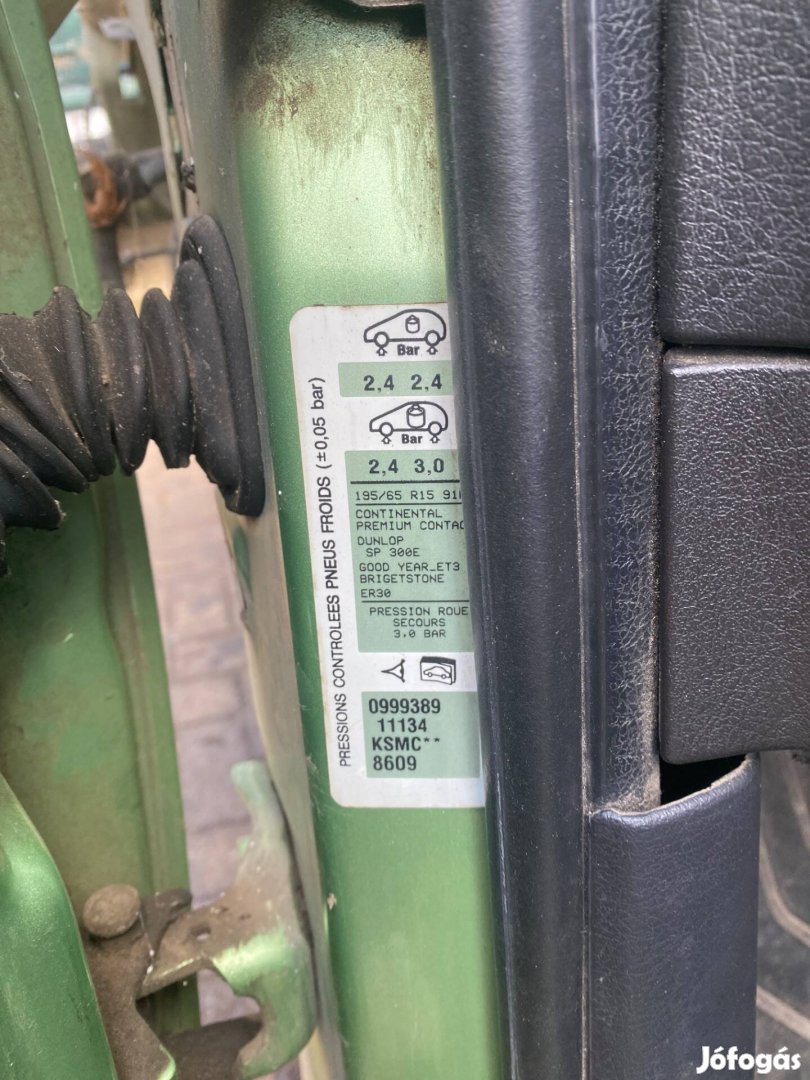 PRESSIONS CONTROLEES PNEUS FROIDS (±0,05 bar)
Bar
2,4 2,4
Bar
2,4 3,0
195/65 R15 91
CONTINENTAL
PREMIUM CONTAC
DUNLOP
SP 300E
GOOD YEAR_ET3
BRIGETSTONE
ER30
PRESSION ROUE
SECOURS
3.0 BAR
0999389
11134
KSMC**
8609
Jófogás